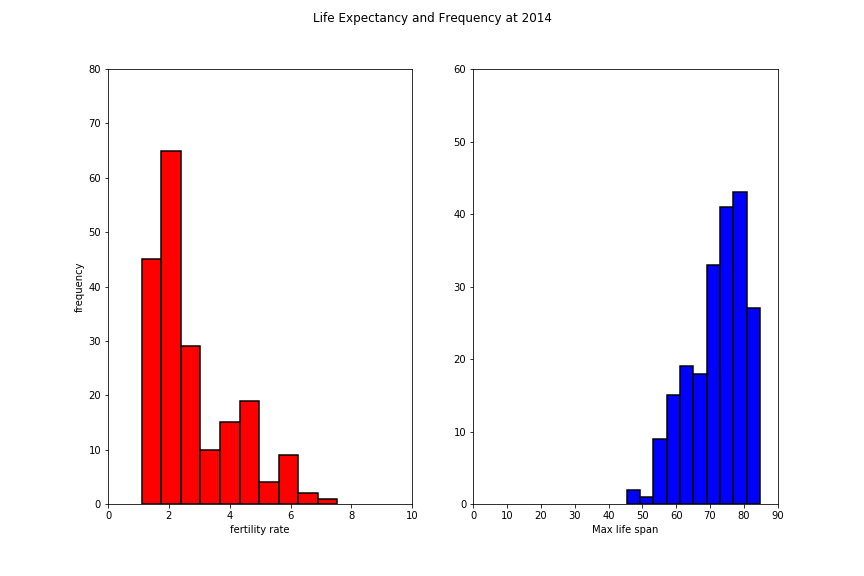 Life Expectancy and Frequency at 2014
80
70
60
50
40
30
20
10
0
frequency
0 2 4 6 8 10
fertility rate
60
50
40
30
20
10
0
0 10 20 30 40 50 60 70 80 90
Max life span